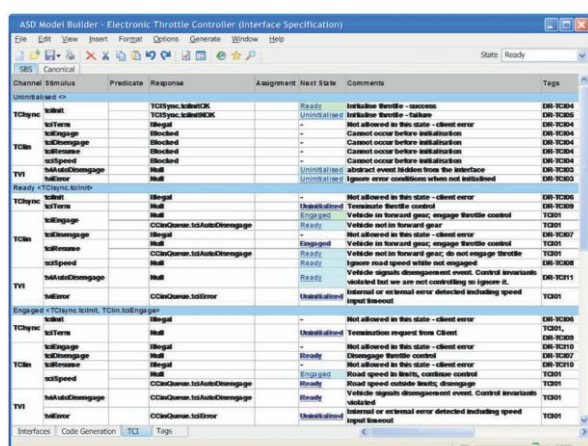 ASD Model Builder - Electronic Throttle Controller (Interface Specification)
File Edit View Insert Format Options Generate Window Help
State Ready
SBS Canonical
Channel Stimulus Predicate Response Assignment Next State Comments Tags
Uninitialised <>
TCIsync tciInit TCISync.tciInitOK Ready Initialise throttle - success DR-TCI04
TCISync.tciInitNOK Uninitialised Initialise throttle - failure DR-TCI05
tciTerm Illegal - Not allowed in this state - client error DR-TCI04
TCIin tciEngage Blocked - Cannot occur before initialisation DR-TCI04
tciDisengage Blocked - Cannot occur before initialisation DR-TCI04
tciResume Blocked - Cannot occur before initialisation DR-TCI04
sciSpeed Blocked - Cannot occur before initialisation DR-TCI04
TVI tviAutoDisengage Null Uninitialised abstract event hidden from the interface DR-TCI03
tviError Null Uninitialised Ignore error conditions when not initialised DR-TCI03
Ready <TCIsync.tciInit>
TCIsync tciInit Illegal - Not allowed in this state - client error DR-TCI06
tciTerm Null Uninitialised Terminate throttle control DR-TCI09
TCIin tciEngage Null Engaged Vehicle in forward gear; engage throttle control TCI01
CCinQueue.tciAutoDisengage Ready Vehicle not in forward gear TCI01
tciDisengage Illegal - Not allowed in this state - client error DR-TCI07
tciResume Null Engaged Vehicle in forward gear; engage throttle control TCI01
CCinQueue.tciAutoDisengage Ready Vehicle not in forward gear; do not engage throttle TCI01
sciSpeed Null Ready Ignore road speed while not engaged DR-TCI08
TVI tviAutoDisengage Null Ready Vehicle signals disengaement event. Control invariants violated but we are not controlling so ignore it. DR-TCI11
tviError CCinQueue.tciError Uninitialised Internal or external error detected including speed input timeout TCI01
Engaged <TCIsync.tciInit, TCIin.tciEngage>
TCIsync tciInit Illegal - Not allowed in this state - client error DR-TCI06
tciTerm Null Uninitialised Termination request from Client TCI01, DR-TCI09
TCIin tciEngage Illegal - Not allowed in this state - client error DR-TCI10
tciDisengage Null Ready Disengage throttle control DR-TCI07
tciResume Illegal - Not allowed in this state - client error DR-TCI10
sciSpeed Null Engaged Road speed in limits, continue control TCI01
CCinQueue.tciAutoDisengage Ready Road speed outside limits; disengage TCI01
TVI tviAutoDisengage CCinQueue.tciAutoDisengage Ready Vehicle signals disengagement event. Control invariants violated TCI01
tviError CCinQueue.tciError Uninitialised Internal or external error detected including speed input timeout TCI01
Interfaces Code Generation TCI Tags